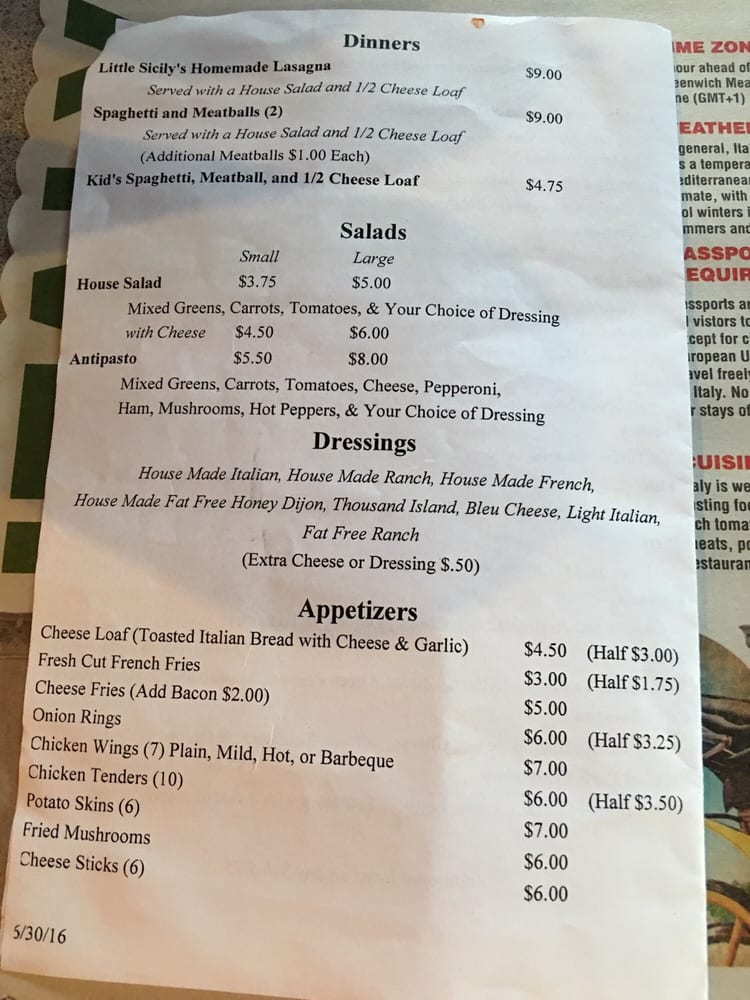 Dinners
Little Sicily's Homemade Lasagna $9.00
Served with a House Salad and 1/2 Cheese Loaf
Spaghetti and Meatballs (2) $9.00
Served with a House Salad and 1/2 Cheese Loaf
(Additional Meatballs $1.00 Each)
Kid's Spaghetti, Meatball, and 1/2 Cheese Loaf $4.75
Salads
Small Large
House Salad $3.75 $5.00
Mixed Greens, Carrots, Tomatoes, & Your Choice of Dressing
with Cheese $4.50 $6.00
Antipasto $5.50 $8.00
Mixed Greens, Carrots, Tomatoes, Cheese, Pepperoni,
Ham, Mushrooms, Hot Peppers, & Your Choice of Dressing
Dressings
House Made Italian, House Made Ranch, House Made French,
House Made Fat Free Honey Dijon, Thousand Island, Bleu Cheese, Light Italian,
Fat Free Ranch
(Extra Cheese or Dressing $.50)
Appetizers
Cheese Loaf (Toasted Italian Bread with Cheese & Garlic) $4.50 (Half $3.00)
Fresh Cut French Fries $3.00 (Half $1.75)
Cheese Fries (Add Bacon $2.00) $5.00
Onion Rings $6.00 (Half $3.25)
Chicken Wings (7) Plain, Mild, Hot, or Barbeque $7.00
Chicken Tenders (10) $6.00 (Half $3.50)
Potato Skins (6) $7.00
Fried Mushrooms $6.00
Cheese Sticks (6) $6.00
5/30/16
ME ZON
our ahead of
eenwich Mea
ne (GMT+1)
EATHE
general, Ita
s a tempera
editerranea
mate, with
ol winters i
mmers and
ASSPO
EQUIR
ssports a
l vistors to
cept for c
ropean U
avel freel
Italy. No
r stays of
UISI
aly is we
sting foo
ch toma
eats, po
estauran